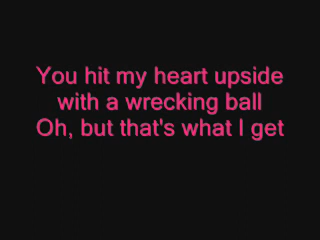 You hit my heart upside
with a wrecking ball
Oh, but that's what I get